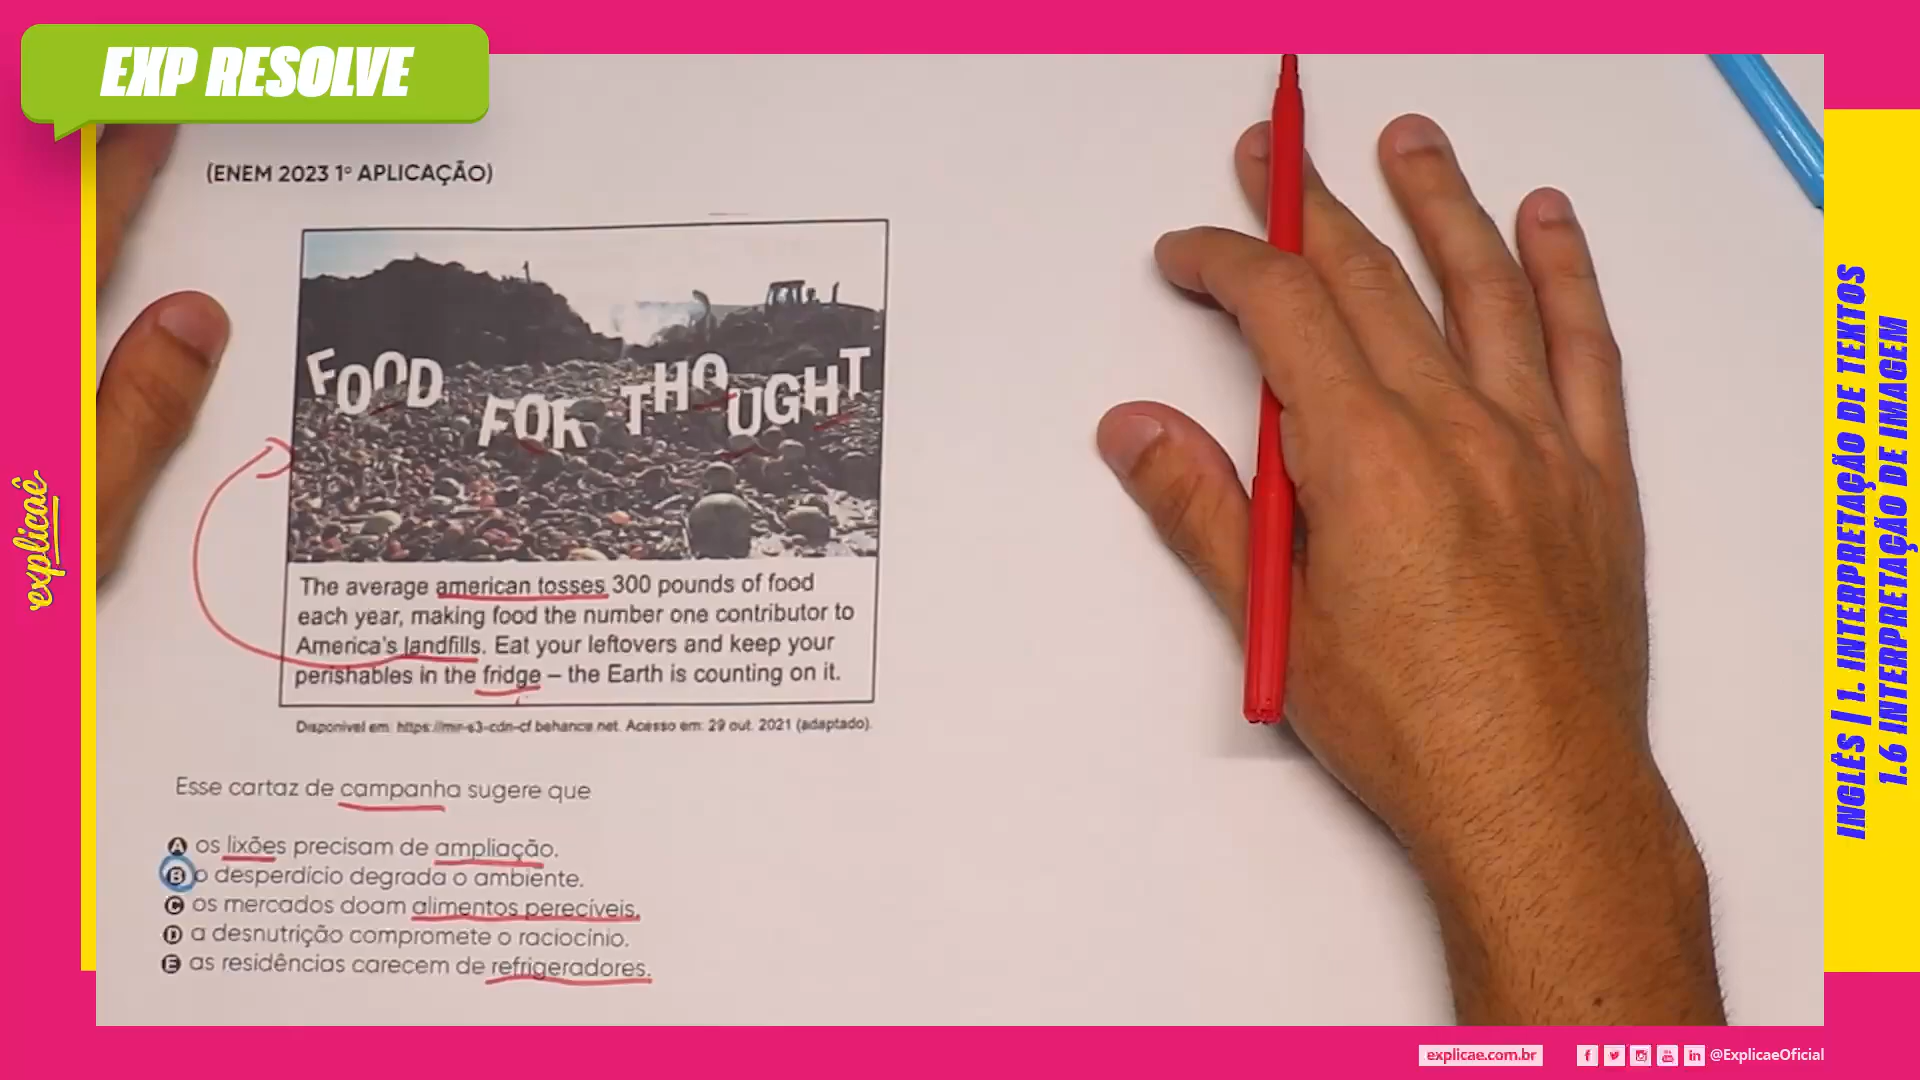 EXP RESOLVE
(ENEM 2023 1º APLICAÇÃO)
FOOD FOR THOUGHT
The average american tosses 300 pounds of food
each year, making food the number one contributor to
America's landfills. Eat your leftovers and keep your
perishables in the fridge – the Earth is counting on it.
Disponível em: https://mir-s3-cdn-cf.behance.net. Acesso em: 29 out. 2021 (adaptado).
Esse cartaz de campanha sugere que
A os lixões precisam de ampliação.
B o desperdício degrada o ambiente.
C os mercados doam alimentos perecíveis.
D a desnutrição compromete o raciocínio.
E as residências carecem de refrigeradores.
explicaê
INGLÊS | 1. INTERPRETAÇÃO DE TEXTOS
1.6 INTERPRETAÇÃO DE IMAGEM
explicae.com.br
@ExplicaeOficial